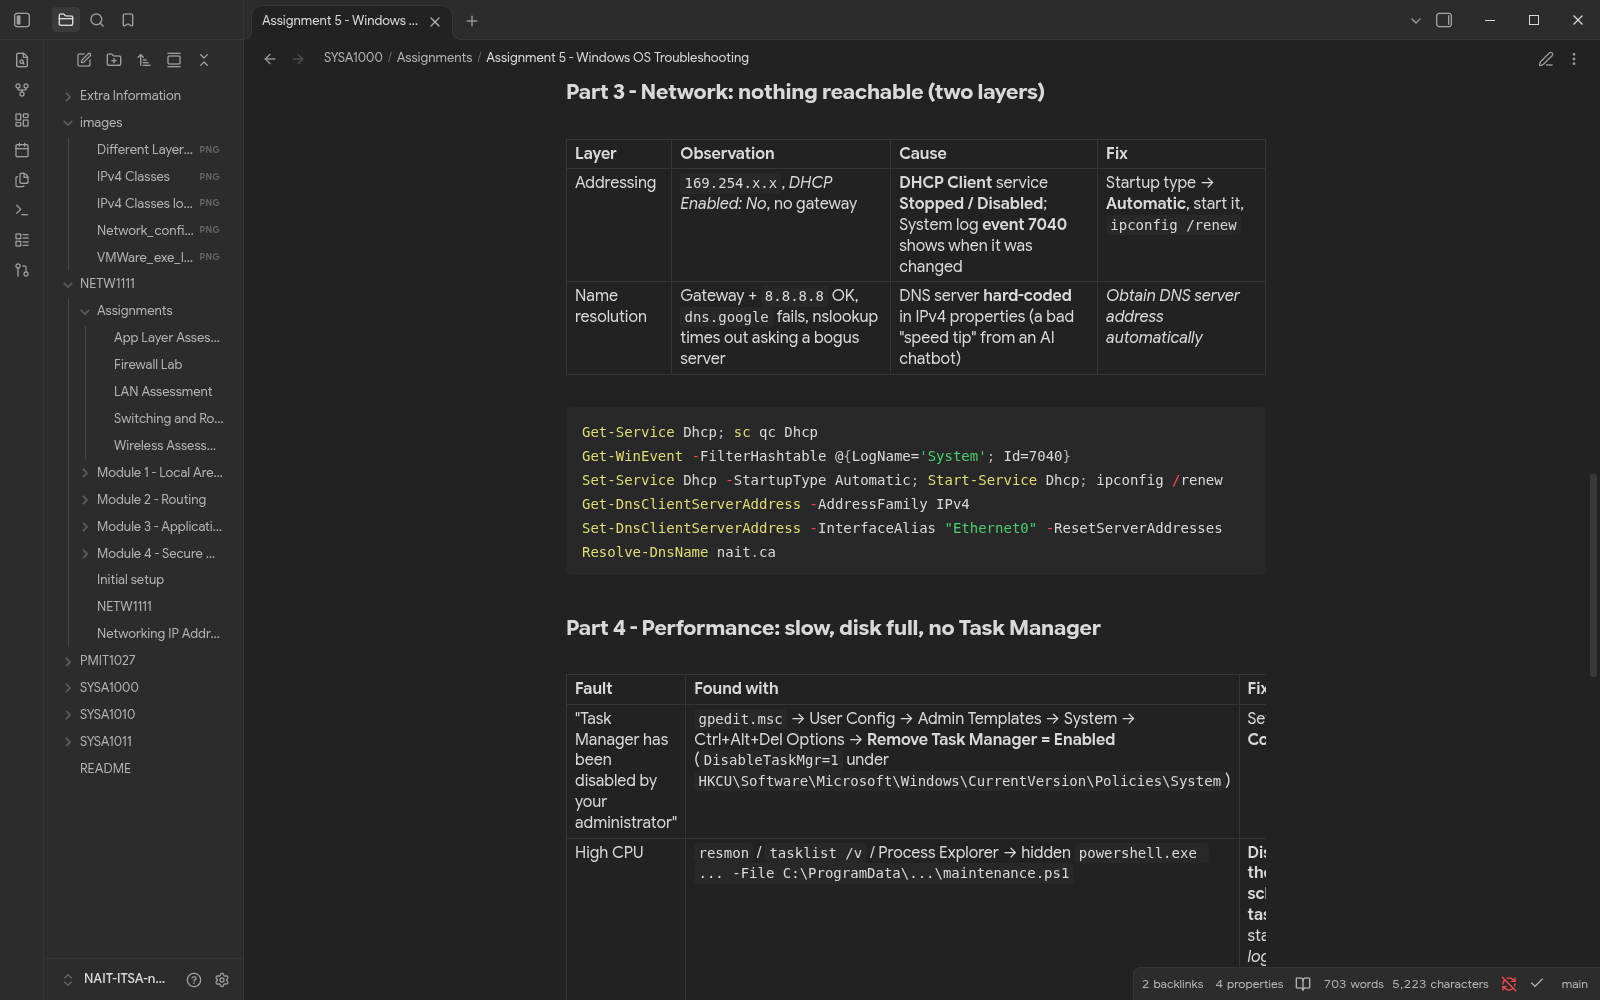 Assignment 5 - Windows ...
SYSA1000 / Assignments / Assignment 5 - Windows OS Troubleshooting
Extra Information
images
Different Layer... PNG
IPv4 Classes PNG
IPv4 Classes lo... PNG
Network_confi... PNG
VMWare_exe_l... PNG
NETW1111
Assignments
App Layer Asses...
Firewall Lab
LAN Assessment
Switching and Ro...
Wireless Assess...
Module 1 - Local Are...
Module 2 - Routing
Module 3 - Applicati...
Module 4 - Secure ...
Initial setup
NETW1111
Networking IP Addr...
PMIT1027
SYSA1000
SYSA1010
SYSA1011
README
NAIT-ITSA-n...
Part 3 - Network: nothing reachable (two layers)
Layer Observation Cause Fix
Addressing
169.254.x.x, DHCP
Enabled: No, no gateway
DHCP Client service
Stopped / Disabled;
System log event 7040
shows when it was
changed
Startup type →
Automatic, start it,
ipconfig /renew
Name
resolution
Gateway + 8.8.8.8 OK,
dns.google fails, nslookup
times out asking a bogus
server
DNS server hard-coded
in IPv4 properties (a bad
"speed tip" from an AI
chatbot)
Obtain DNS server
address
automatically
Get-Service Dhcp; sc qc Dhcp
Get-WinEvent -FilterHashtable @{LogName='System'; Id=7040}
Set-Service Dhcp -StartupType Automatic; Start-Service Dhcp; ipconfig /renew
Get-DnsClientServerAddress -AddressFamily IPv4
Set-DnsClientServerAddress -InterfaceAlias "Ethernet0" -ResetServerAddresses
Resolve-DnsName nait.ca
Part 4 - Performance: slow, disk full, no Task Manager
Fault Found with Fix
"Task
Manager has
been
disabled by
your
administrator"
gpedit.msc → User Config → Admin Templates → System →
Ctrl+Alt+Del Options → Remove Task Manager = Enabled
(DisableTaskMgr=1 under
HKCU\Software\Microsoft\Windows\CurrentVersion\Policies\System)
High CPU
resmon / tasklist /v / Process Explorer → hidden powershell.exe
... -File C:\ProgramData\...\maintenance.ps1
2 backlinks 4 properties 703 words 5,223 characters main